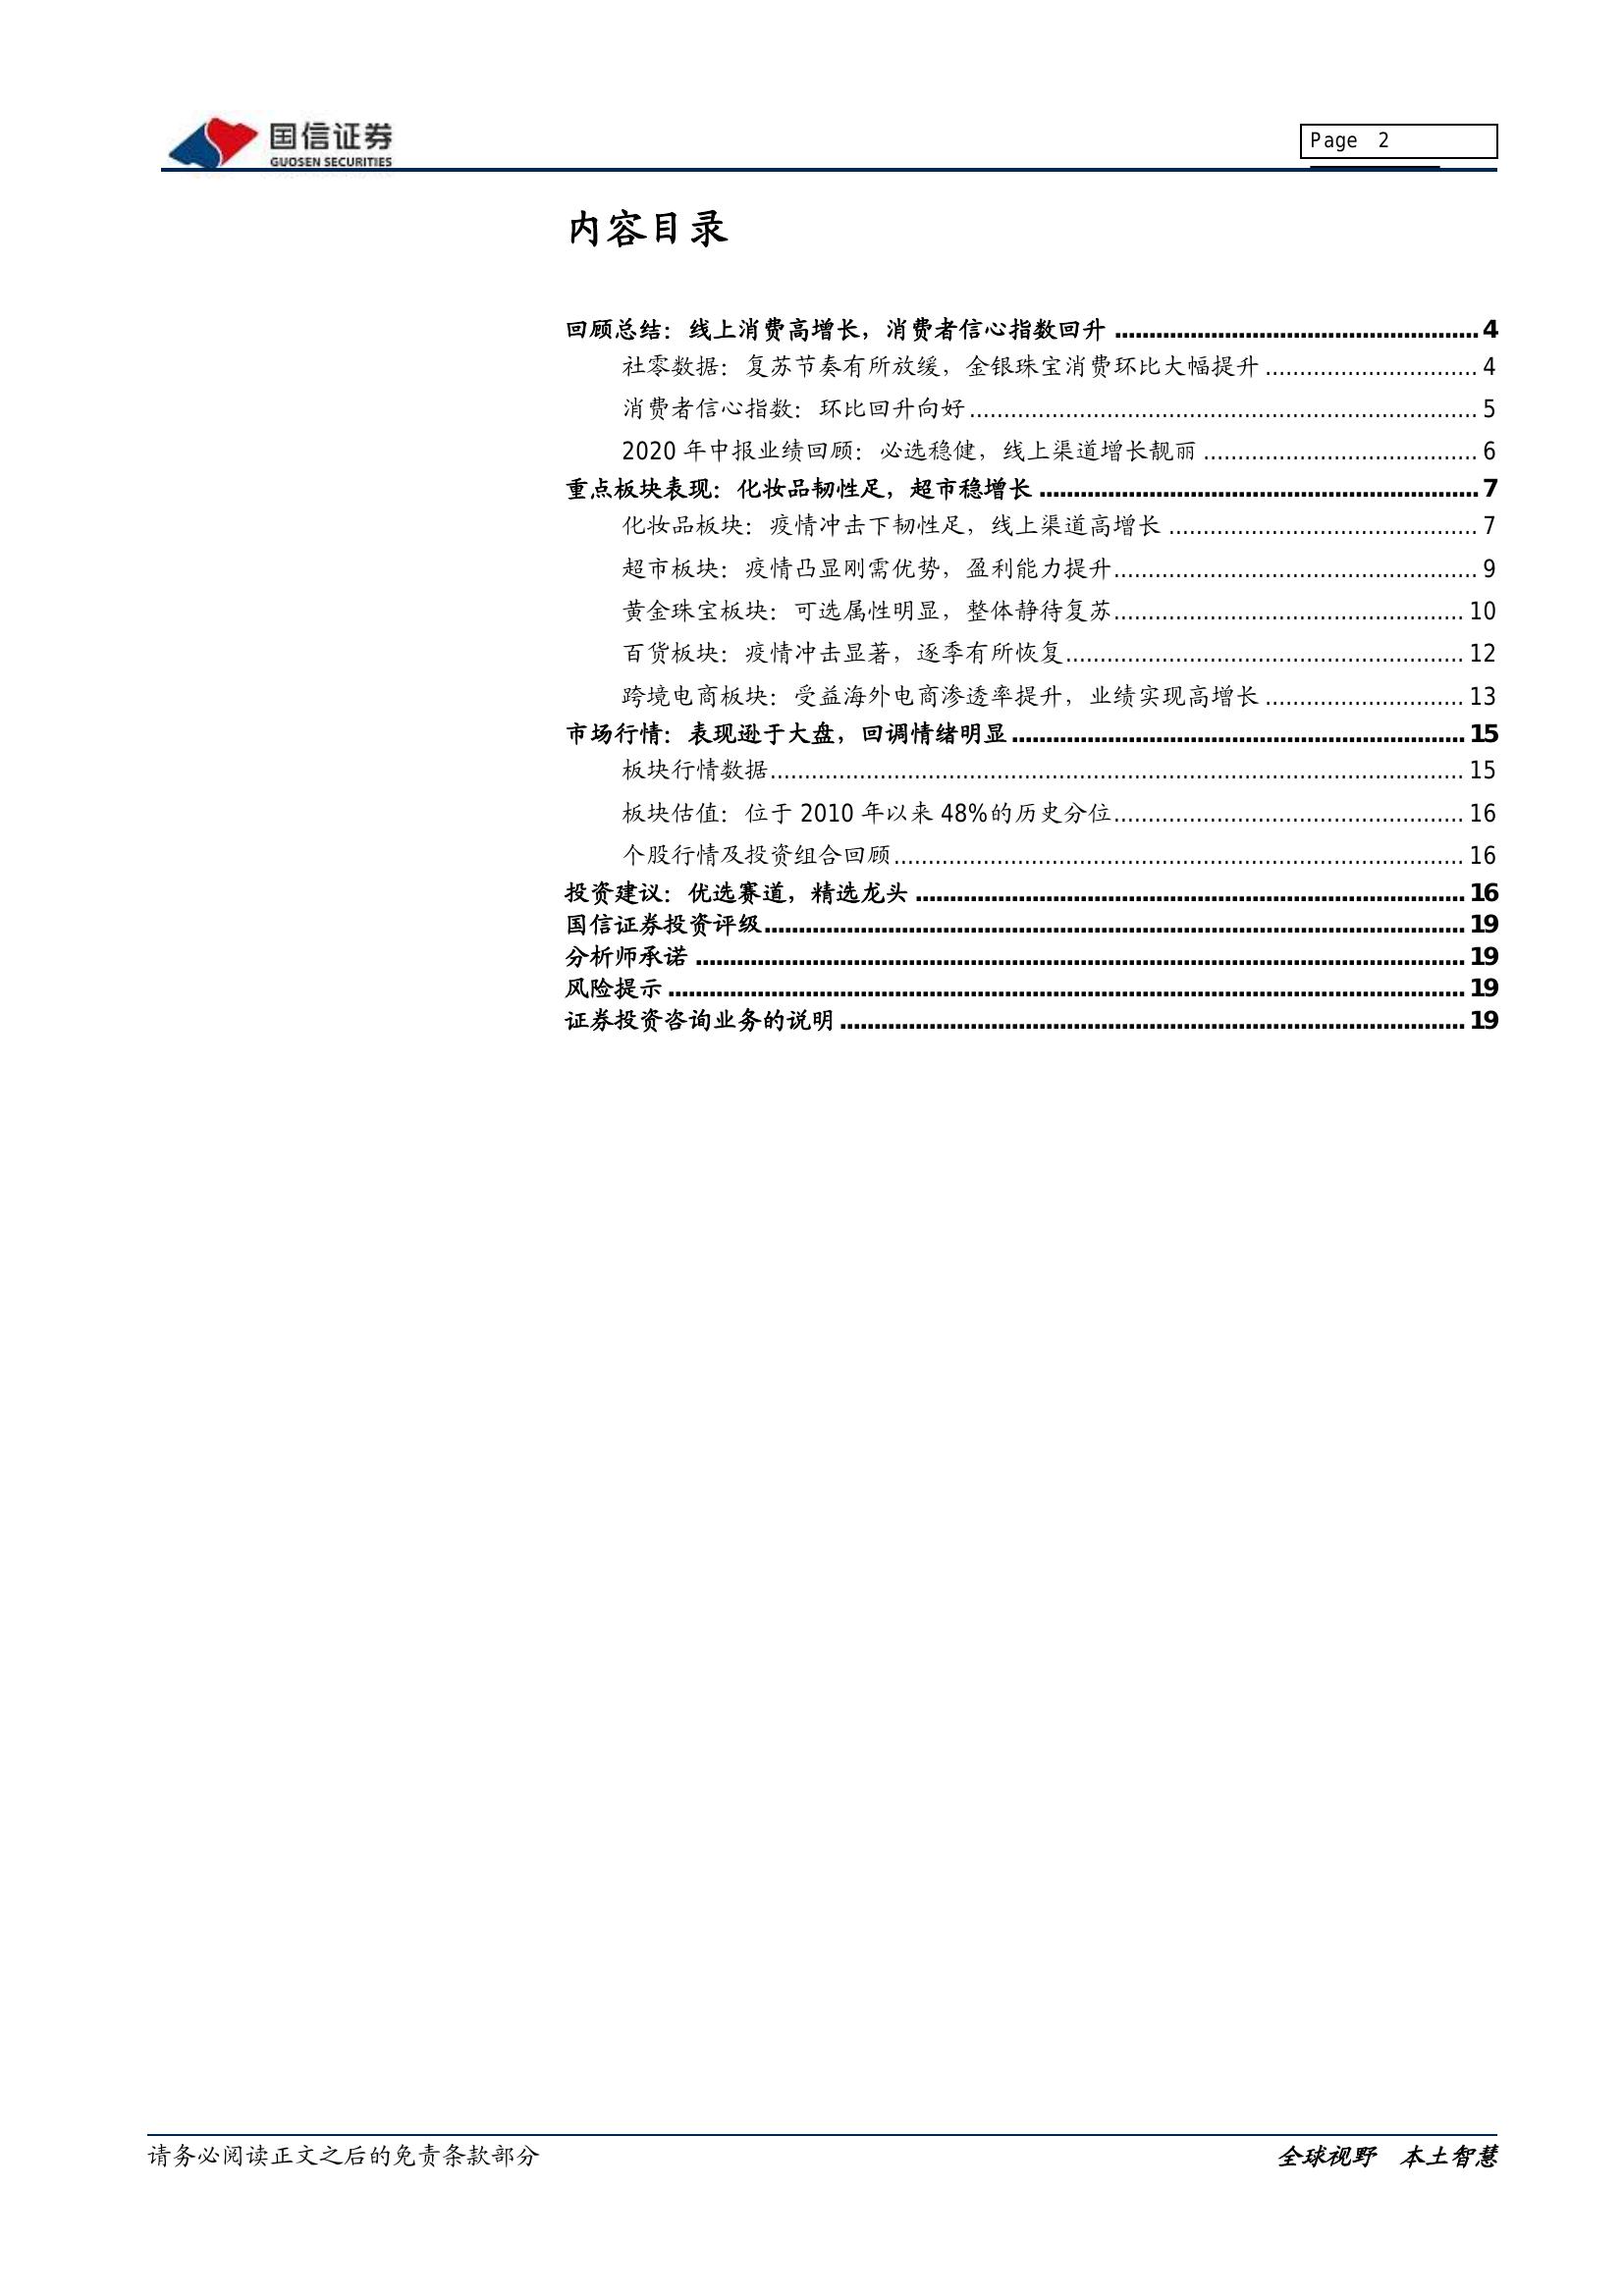 国信证券
GUOSEN SECURITIES
Page 2
内容目录
回顾总结：线上消费高增长，消费者信心指数回升 ..................................................... 4
社零数据：复苏节奏有所放缓，金银珠宝消费环比大幅提升 ............................... 4
消费者信心指数：环比回升向好 .......................................................................... 5
2020 年中报业绩回顾：必选稳健，线上渠道增长靓丽 ........................................ 6
重点板块表现：化妆品韧性足，超市稳增长 ................................................................ 7
化妆品板块：疫情冲击下韧性足，线上渠道高增长 ............................................. 7
超市板块：疫情凸显刚需优势，盈利能力提升..................................................... 9
黄金珠宝板块：可选属性明显，整体静待复苏................................................... 10
百货板块：疫情冲击显著，逐季有所恢复.......................................................... 12
跨境电商板块：受益海外电商渗透率提升，业绩实现高增长 ............................. 13
市场行情：表现逊于大盘，回调情绪明显 .................................................................. 15
板块行情数据..................................................................................................... 15
板块估值：位于 2010 年以来 48%的历史分位................................................... 16
个股行情及投资组合回顾................................................................................... 16
投资建议：优选赛道，精选龙头 ................................................................................ 16
国信证券投资评级...................................................................................................... 19
分析师承诺 ................................................................................................................ 19
风险提示 .................................................................................................................... 19
证券投资咨询业务的说明 ........................................................................................... 19
请务必阅读正文之后的免责条款部分
全球视野 本土智慧